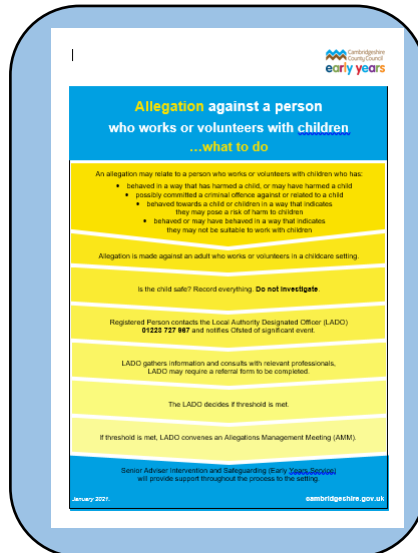 Cambridgeshire
County Council
early years
Allegation against a person
who works or volunteers with children
...what to do
An allegation may relate to a person who works or volunteers with children who has:
• behaved in a way that has harmed a child, or may have harmed a child
• possibly committed a criminal offence against or related to a child
• behaved towards a child or children in a way that indicates
they may pose a risk of harm to children
• behaved or may have behaved in a way that indicates
they may not be suitable to work with children
Allegation is made against an adult who works or volunteers in a childcare setting.
Is the child safe? Record everything. Do not investigate.
Registered Person contacts the Local Authority Designated Officer (LADO)
01223 727 967 and notifies Ofsted of significant event.
LADO gathers information and consults with relevant professionals,
LADO may require a referral form to be completed.
The LADO decides if threshold is met.
If threshold is met, LADO convenes an Allegations Management Meeting (AMM).
Senior Adviser Intervention and Safeguarding (Early Years Service)
will provide support throughout the process to the setting.
January 2021.
cambridgeshire.gov.uk